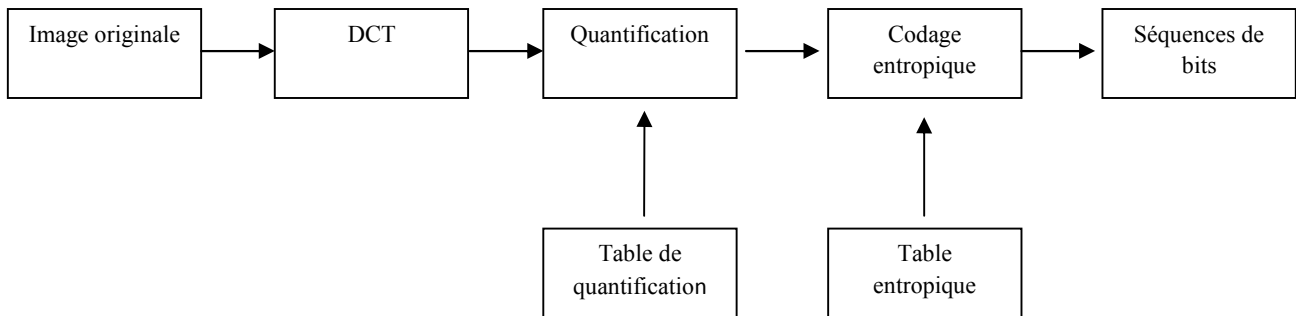 Image originale
DCT
Quantification
Codage
entropique
Séquences de
bits
Table de
quantification
Table
entropique